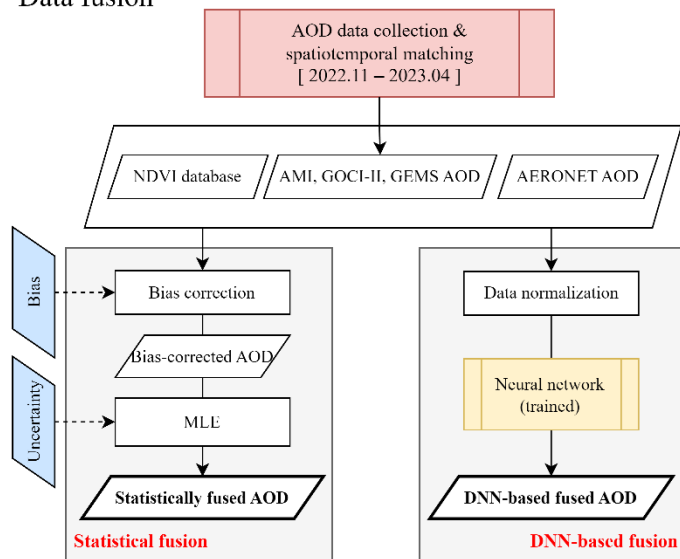 Data fusion
AOD data collection &
spatiotemporal matching
[ 2022.11 – 2023.04 ]
NDVI database
AMI, GOCI-II, GEMS AOD
AERONET AOD
Bias
Bias correction
Bias-corrected AOD
Uncertainty
MLE
Statistically fused AOD
Statistical fusion
Data normalization
Neural network
(trained)
DNN-based fused AOD
DNN-based fusion